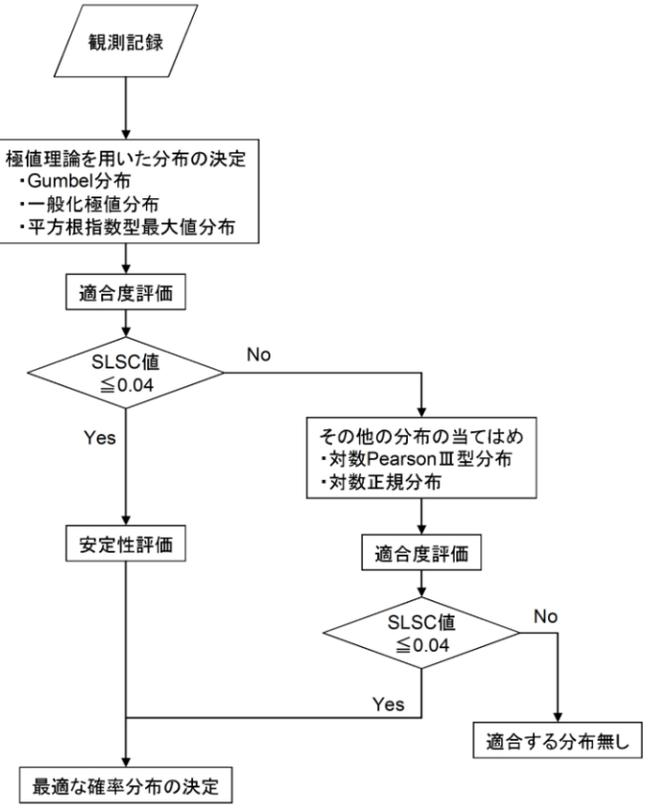 観測記録
極値理論を用いた分布の決定
・Gumbel分布
・一般化極値分布
・平方根指数型最大値分布
適合度評価
SLSC値
≦0.04
No
Yes
その他の分布の当てはめ
・対数PearsonⅢ型分布
・対数正規分布
安定性評価
適合度評価
SLSC値
≦0.04
No
Yes
適合する分布無し
最適な確率分布の決定